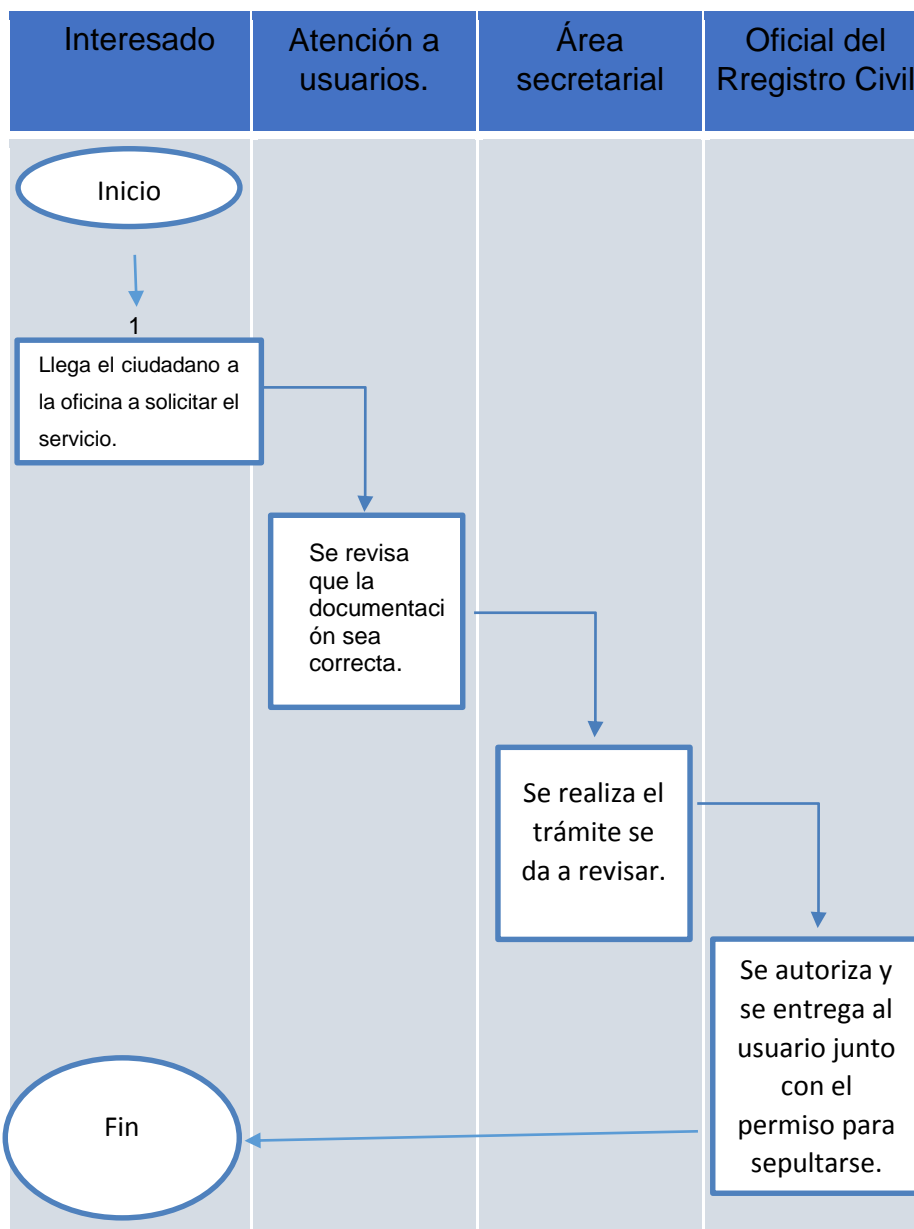 Interesado
Atención a
usuarios.
Área
secretarial
Oficial del
Rregistro Civil
Inicio
1
Llega el ciudadano a
la oficina a solicitar el
servicio.
Se revisa
que la
documentaci
ón sea
correcta.
Se realiza el
trámite se
da a revisar.
Se autoriza y
se entrega al
usuario junto
con el
permiso para
sepultarse.
Fin